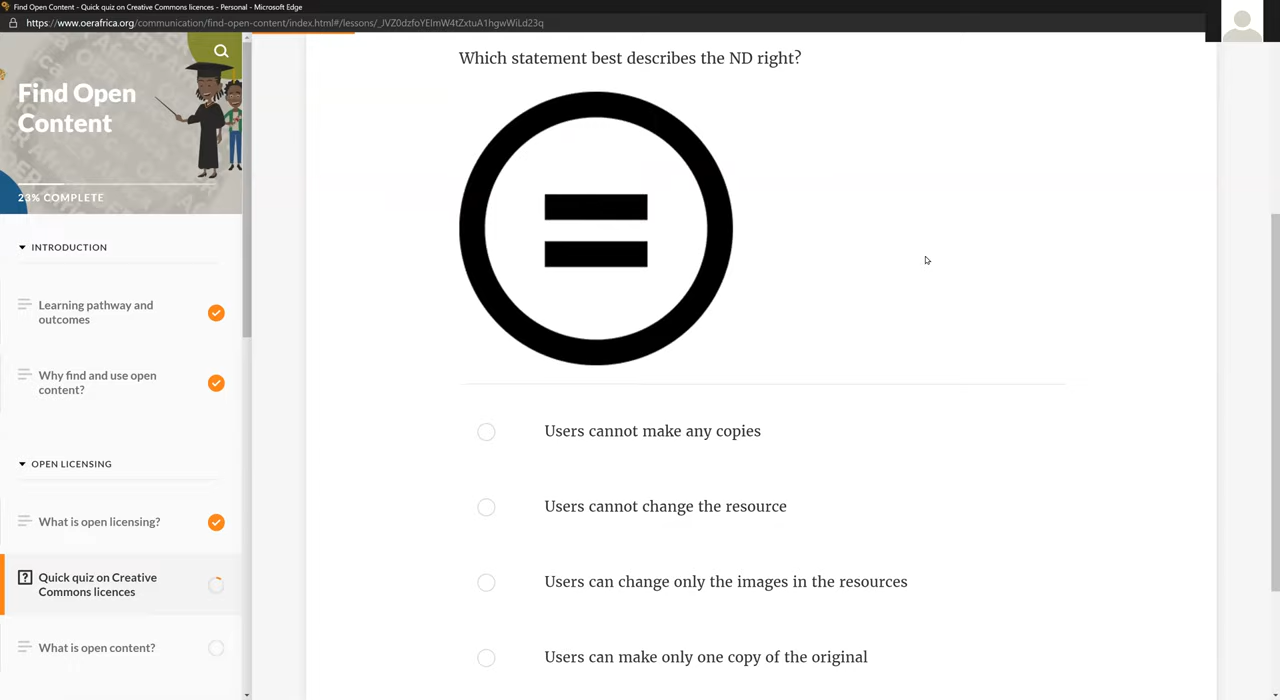 Find Open Content - Quick quiz on Creative Commons licences - Personal - Microsoft Edge
https://www.oerafrica.org/communication/find-open-content/index.html#/lessons/_JVZ0dzfoYElmW4tZxtuA1hgwWiLd23q
Find Open
Content
23% COMPLETE
INTRODUCTION
Learning pathway and
outcomes
Why find and use open
content?
OPEN LICENSING
What is open licensing?
Quick quiz on Creative
Commons licences
What is open content?
Which statement best describes the ND right?
Users cannot make any copies
Users cannot change the resource
Users can change only the images in the resources
Users can make only one copy of the original